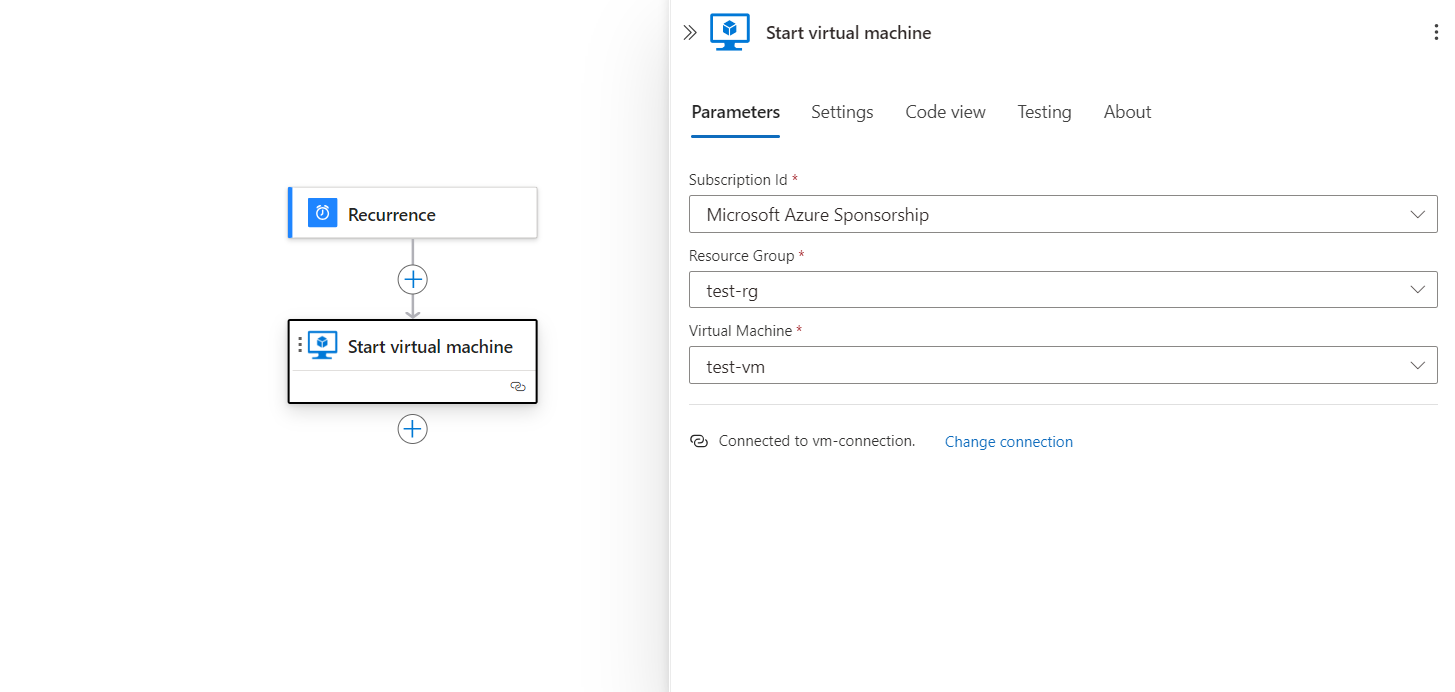 Recurrence
Start virtual machine
Start virtual machine
Parameters Settings Code view Testing About
Subscription Id *
Microsoft Azure Sponsorship
Resource Group *
test-rg
Virtual Machine *
test-vm
Connected to vm-connection. Change connection